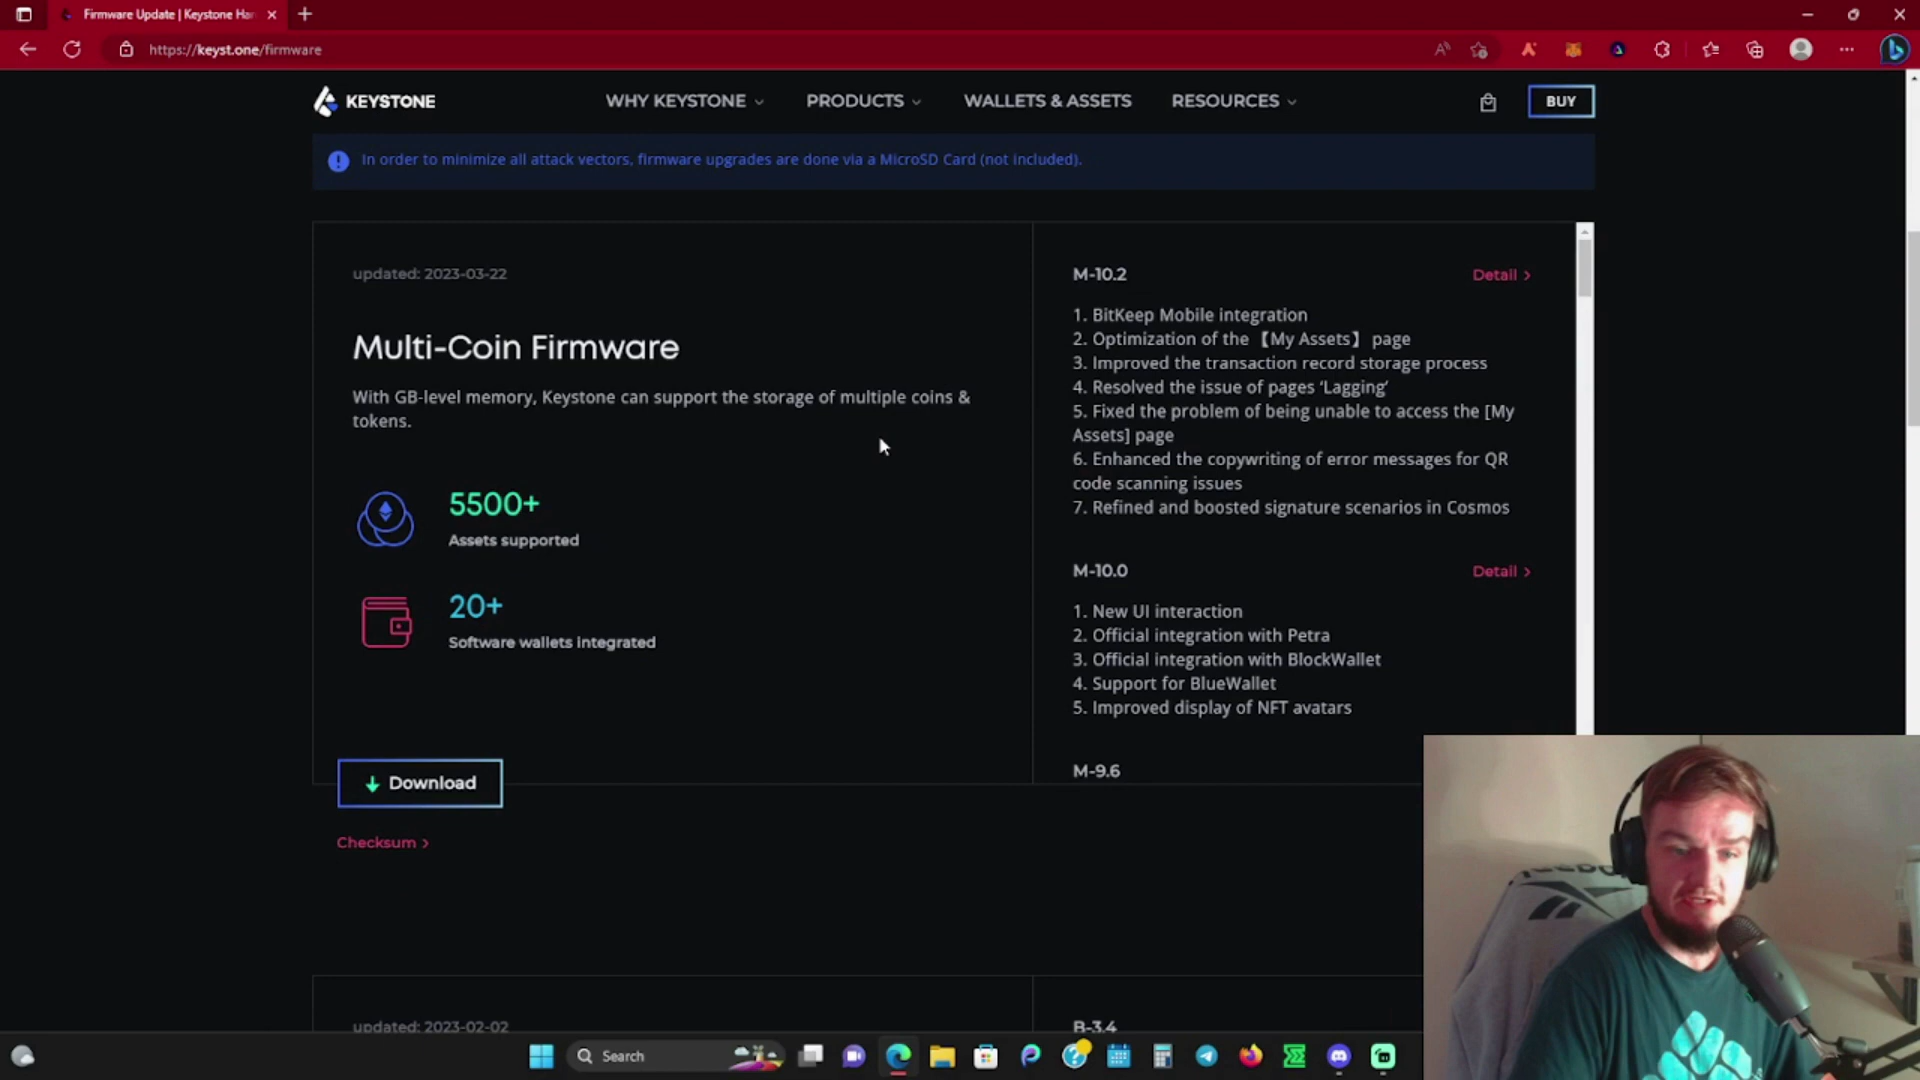 Firmware Update | Keystone Har
https://keyst.one/firmware
KEYSTONE
WHY KEYSTONE
PRODUCTS
WALLETS & ASSETS
RESOURCES
BUY
In order to minimize all attack vectors, firmware upgrades are done via a MicroSD Card (not included).
updated: 2023-03-22
Multi-Coin Firmware
With GB-level memory, Keystone can support the storage of multiple coins &
tokens.
5500+
Assets supported
20+
Software wallets integrated
Download
Checksum >
M-10.2
Detail >
1. BitKeep Mobile integration
2. Optimization of the 【My Assets】 page
3. Improved the transaction record storage process
4. Resolved the issue of pages ‘Lagging’
5. Fixed the problem of being unable to access the [My
Assets] page
6. Enhanced the copywriting of error messages for QR
code scanning issues
7. Refined and boosted signature scenarios in Cosmos
M-10.0
Detail >
1. New UI interaction
2. Official integration with Petra
3. Official integration with BlockWallet
4. Support for BlueWallet
5. Improved display of NFT avatars
M-9.6
updated: 2023-02-02
B-3.4
Search